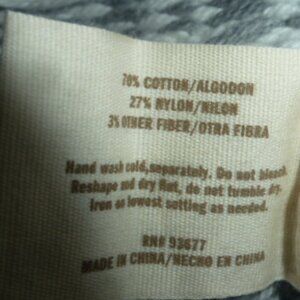 70% COTTON/ALGODON
27% NYLON/NILON
3% OTHER FIBER/OTRA FIBRA
Hand wash cold, separately. Do not bleach.
Reshape and dry flat, do not tumble dry.
Iron on lowest setting as needed.
RN# 93677
MADE IN CHINA/HECHO EN CHINA